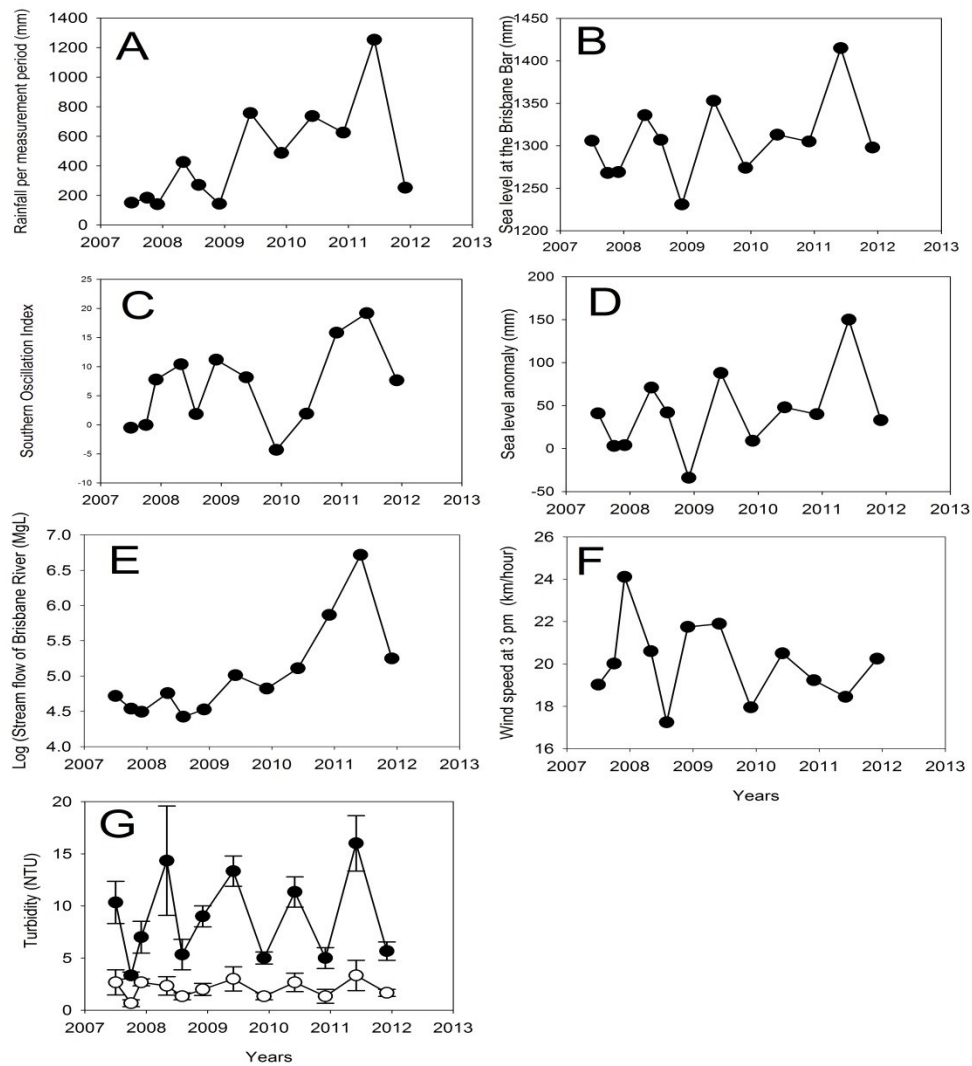 A
Rainfall per measurement period (mm)
1400
1200
1000
800
600
400
200
0
2007 2008 2009 2010 2011 2012 2013
B
Sea level at the Brisbane Bar (mm)
1450
1400
1350
1300
1250
1200
2007 2008 2009 2010 2011 2012 2013
C
Southern Oscillation Index
25
20
15
10
5
0
-5
-10
2007 2008 2009 2010 2011 2012 2013
D
Sea level anomaly (mm)
200
150
100
50
0
-50
2007 2008 2009 2010 2011 2012 2013
E
Log (Stream flow of Brisbane River (MgL)
7.0
6.5
6.0
5.5
5.0
4.5
4.0
2007 2008 2009 2010 2011 2012 2013
F
Wind speed at 3 pm (km/hour)
26
24
22
20
18
16
2007 2008 2009 2010 2011 2012 2013
Years
G
Turbidity (NTU)
20
15
10
5
0
2007 2008 2009 2010 2011 2012 2013
Years